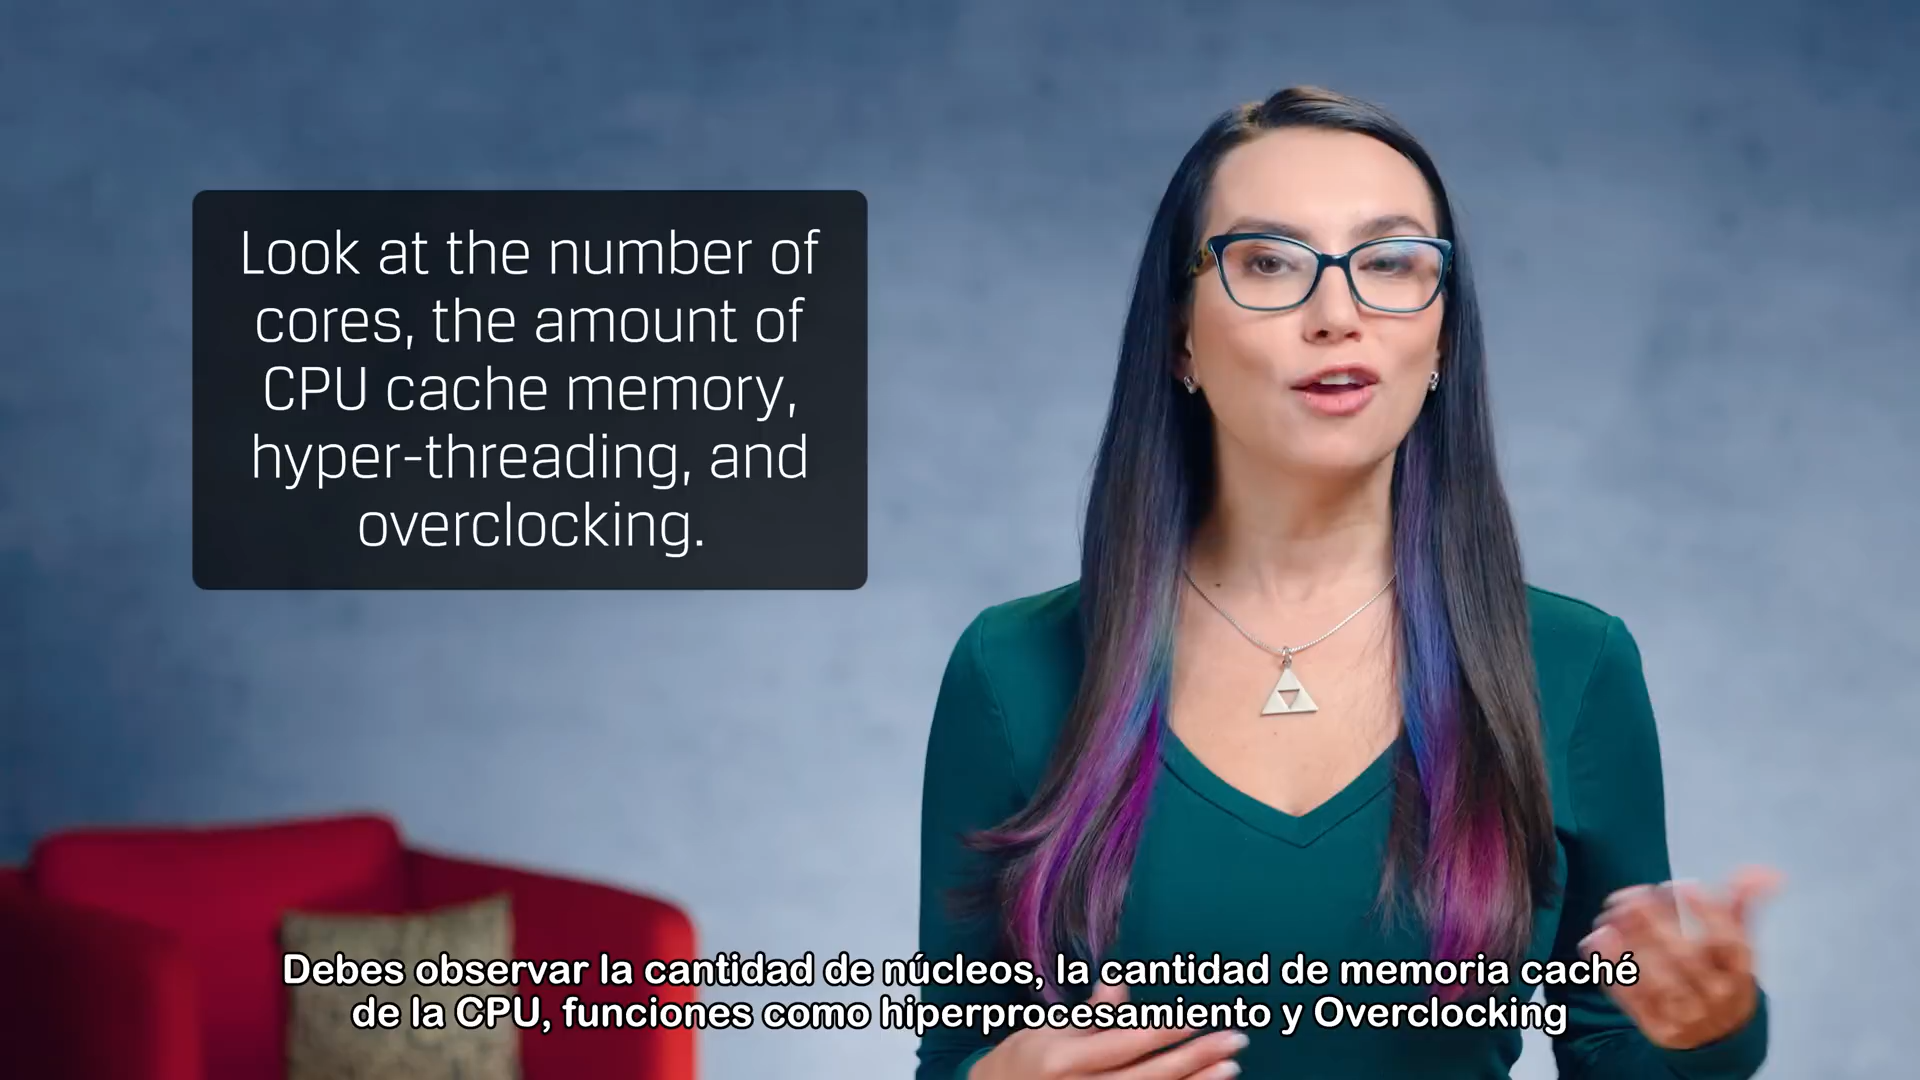 Look at the number of
cores, the amount of
CPU cache memory,
hyper-threading, and
overclocking.
Debes observar la cantidad de núcleos, la cantidad de memoria caché
de la CPU, funciones como hiperprocesamiento y Overclocking